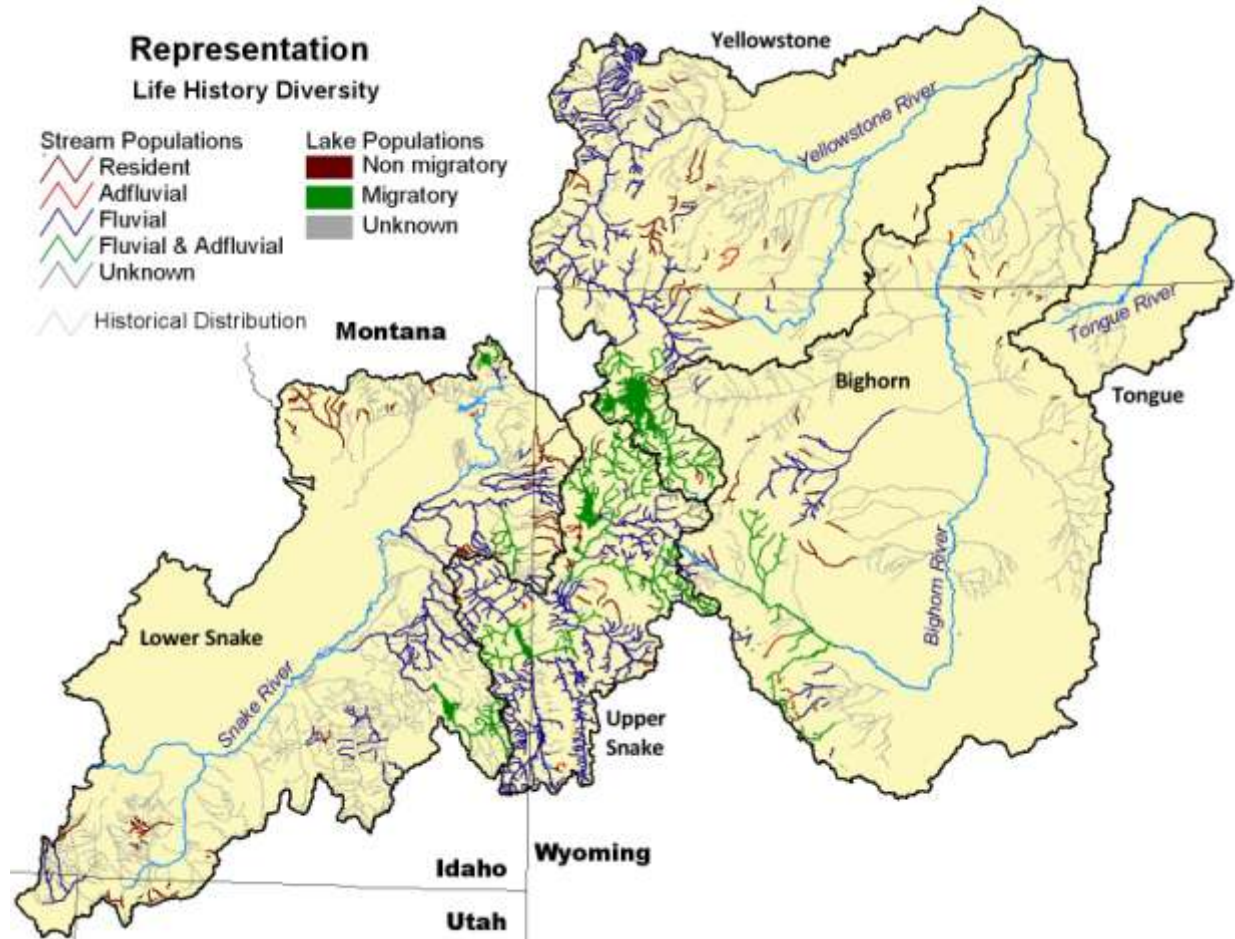 Representation
Life History Diversity
Stream Populations
Resident
Adfluvial
Fluvial
Fluvial & Adfluvial
Unknown
Historical Distribution
Lake Populations
Non migratory
Migratory
Unknown
Yellowstone
Yellowstone River
Montana
Bighorn
Tongue River
Tongue
Lower Snake
Snake River
Bighorn River
Upper
Snake
Idaho
Wyoming
Utah